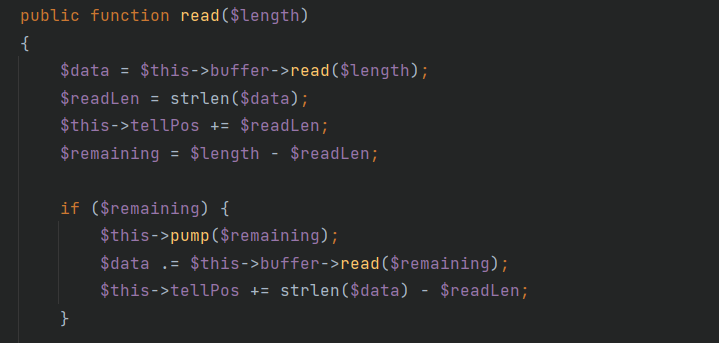 public function read($length)
{
    $data = $this->buffer->read($length);
    $readLen = strlen($data);
    $this->tellPos += $readLen;
    $remaining = $length - $readLen;

    if ($remaining) {
        $this->pump($remaining);
        $data .= $this->buffer->read($remaining);
        $this->tellPos += strlen($data) - $readLen;
    }